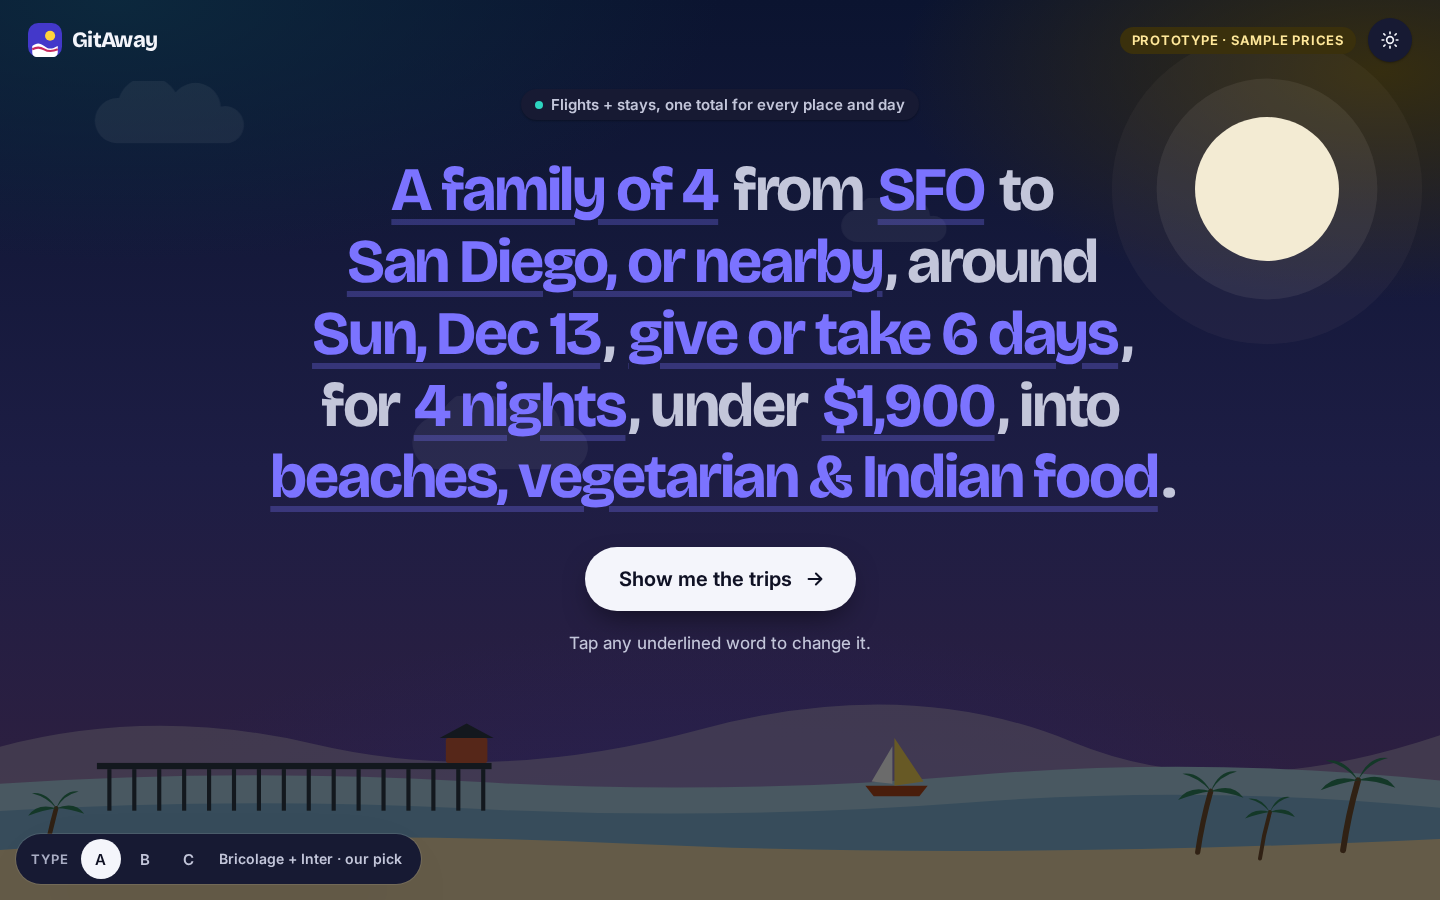 GitAway
PROTOTYPE · SAMPLE PRICES
Flights + stays, one total for every place and day
A family of 4 from SFO to
San Diego, or nearby, around
Sun, Dec 13, give or take 6 days,
for 4 nights, under $1,900, into
beaches, vegetarian & Indian food.
Show me the trips →
Tap any underlined word to change it.
TYPE A B C Bricolage + Inter · our pick